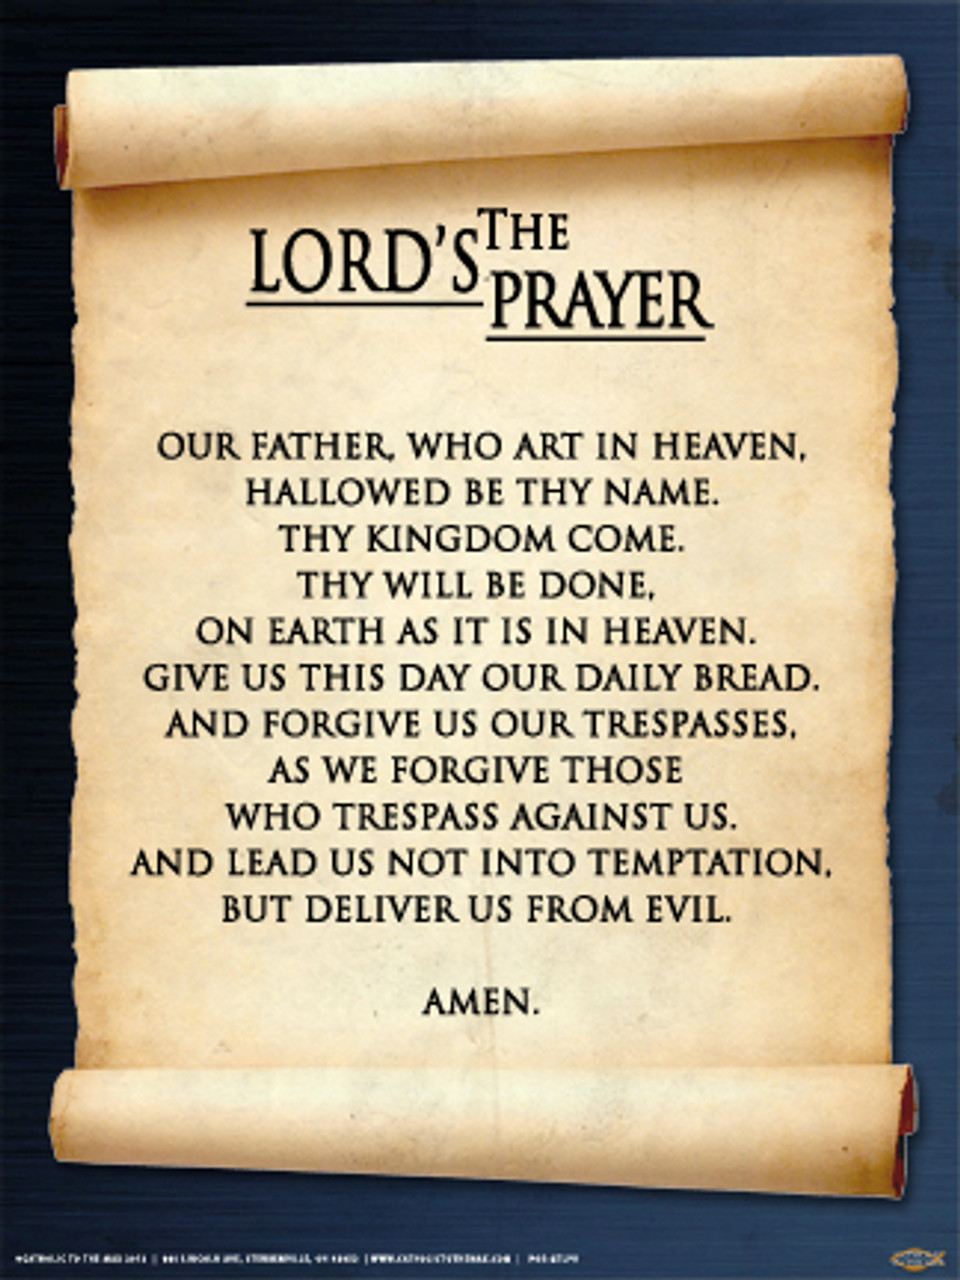 THE
LORD'S PRAYER
OUR FATHER, WHO ART IN HEAVEN,
HALLOWED BE THY NAME.
THY KINGDOM COME.
THY WILL BE DONE,
ON EARTH AS IT IS IN HEAVEN.
GIVE US THIS DAY OUR DAILY BREAD.
AND FORGIVE US OUR TRESPASSES,
AS WE FORGIVE THOSE
WHO TRESPASS AGAINST US.
AND LEAD US NOT INTO TEMPTATION,
BUT DELIVER US FROM EVIL.
AMEN.